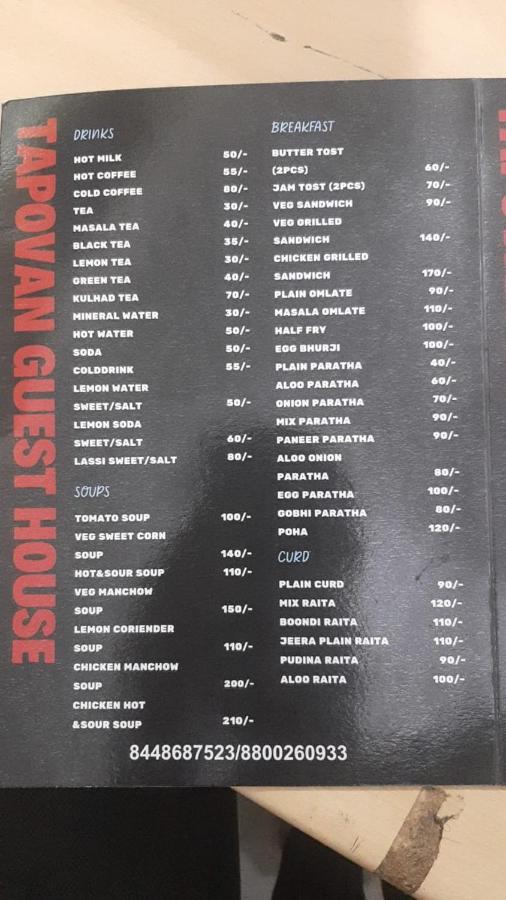 TAPOVAN GUEST HOUSE
DRINKS
HOT MILK 50/-
HOT COFFEE 55/-
COLD COFFEE 80/-
TEA 30/-
MASALA TEA 40/-
BLACK TEA 35/-
LEMON TEA 30/-
GREEN TEA 40/-
KULHAD TEA 70/-
MINERAL WATER 30/-
HOT WATER 50/-
SODA 50/-
COLDDRINK 55/-
LEMON WATER
SWEET/SALT 50/-
LEMON SODA
SWEET/SALT 60/-
LASSI SWEET/SALT 80/-
SOUPS
TOMATO SOUP 100/-
VEG SWEET CORN
SOUP 140/-
HOT&SOUR SOUP 110/-
VEG MANCHOW
SOUP 150/-
LEMON CORIENDER
SOUP 110/-
CHICKEN MANCHOW
SOUP 200/-
CHICKEN HOT
&SOUR SOUP 210/-
BREAKFAST
BUTTER TOST
(2PCS) 60/-
JAM TOST (2PCS) 70/-
VEG SANDWICH 90/-
VEG GRILLED
SANDWICH 140/-
CHICKEN GRILLED
SANDWICH 170/-
PLAIN OMLATE 90/-
MASALA OMLATE 110/-
HALF FRY 100/-
EGG BHURJI 100/-
PLAIN PARATHA 40/-
ALOO PARATHA 60/-
ONION PARATHA 70/-
MIX PARATHA 90/-
PANEER PARATHA 90/-
ALOO ONION
PARATHA 80/-
EGG PARATHA 100/-
GOBHI PARATHA 80/-
POHA 120/-
CURD
PLAIN CURD 90/-
MIX RAITA 120/-
BOONDI RAITA 110/-
JEERA PLAIN RAITA 110/-
PUDINA RAITA 90/-
ALOO RAITA 100/-
8448687523/8800260933